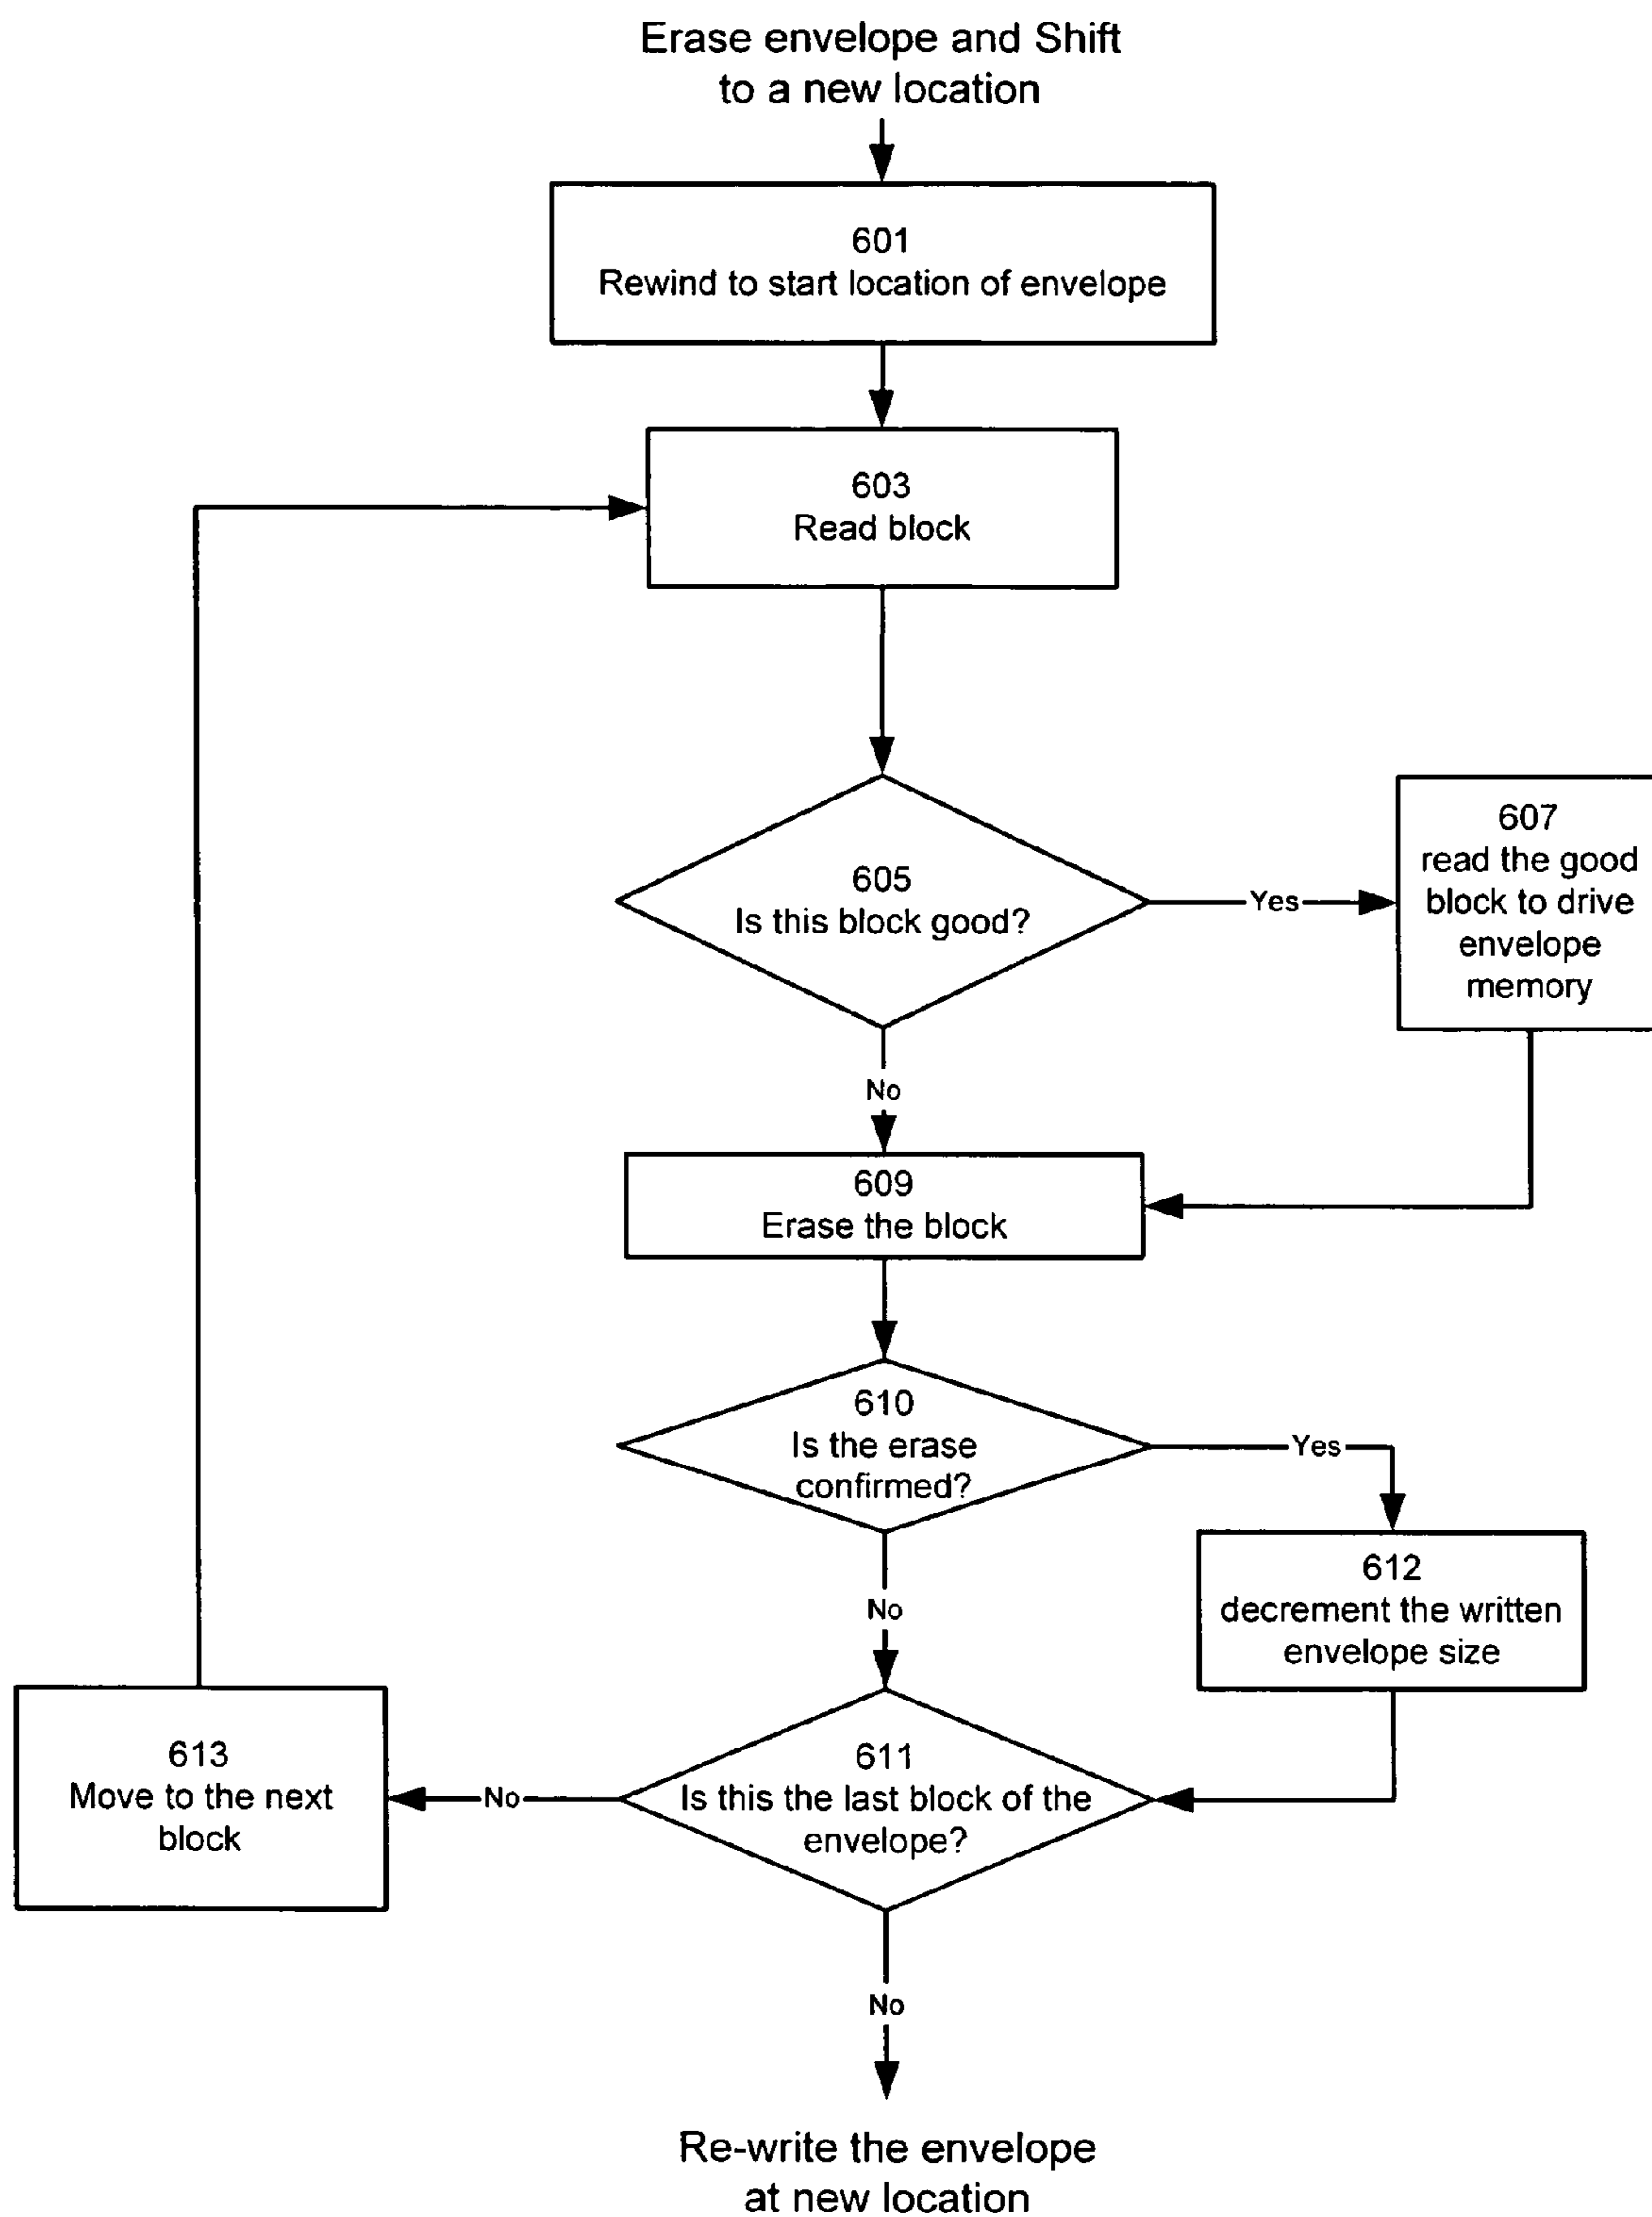 Erase envelope and Shift
to a new location
601
Rewind to start location of envelope
603
Read block
605
Is this block good?
Yes
607
read the good
block to drive
envelope
memory
No
609
Erase the block
610
Is the erase
confirmed?
Yes
No
612
decrement the written
envelope size
613
Move to the next
block
No
611
Is this the last block of the
envelope?
No
Re-write the envelope
at new location